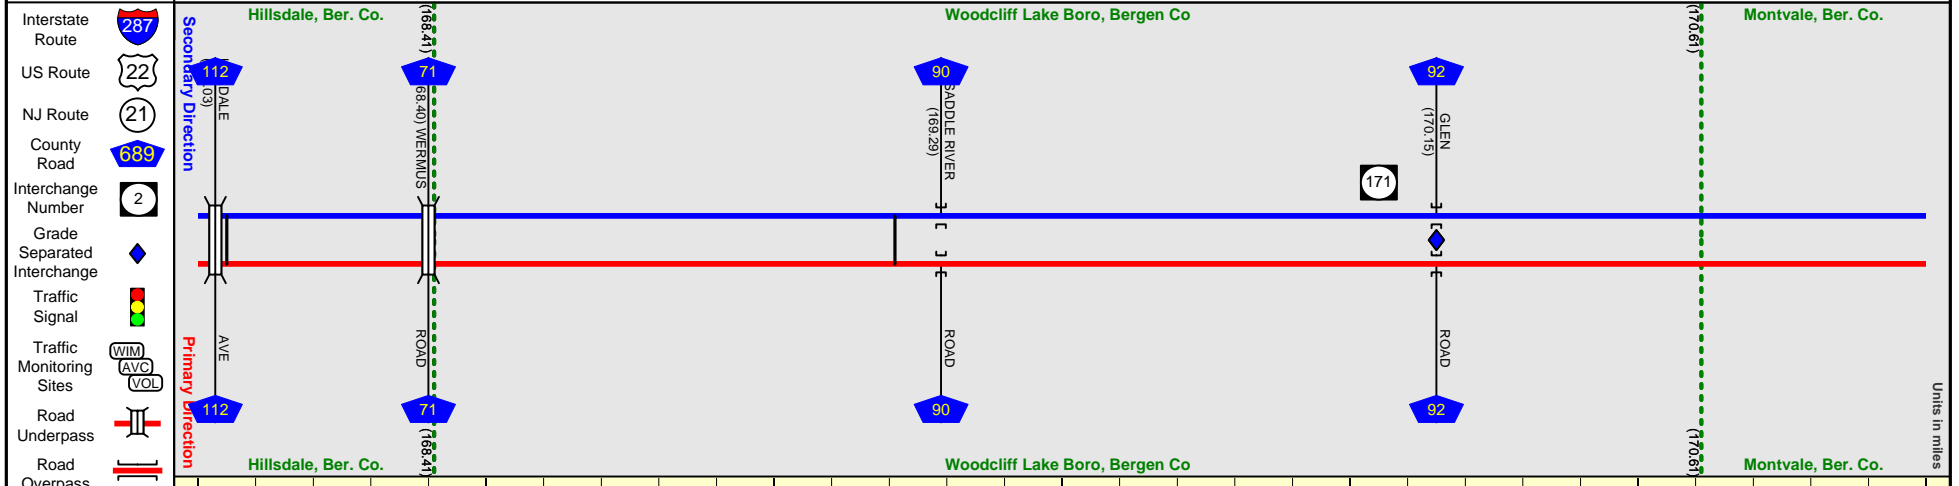 Interstate
Route
287
US Route
22
NJ Route
21
County
Road
689
Interchange
Number
2
Grade
Separated
Interchange
Traffic
Signal
Traffic
Monitoring
Sites
WIM
AVC
VOL
Road
Underpass
Road
Overpass
Secondary Direction
Primary Direction
Hillsdale, Ber. Co.
(168.41)
Woodcliff Lake Boro, Bergen Co
(170.61)
Montvale, Ber. Co.
112
71
90
92
DALE
.03)
68.40) WERMUS
SADDLE RIVER
(169.29)
GLEN
(170.15)
171
AVE
ROAD
ROAD
ROAD
112
71
90
92
Hillsdale, Ber. Co.
(168.41)
Woodcliff Lake Boro, Bergen Co
(170.61)
Montvale, Ber. Co.
Units in miles